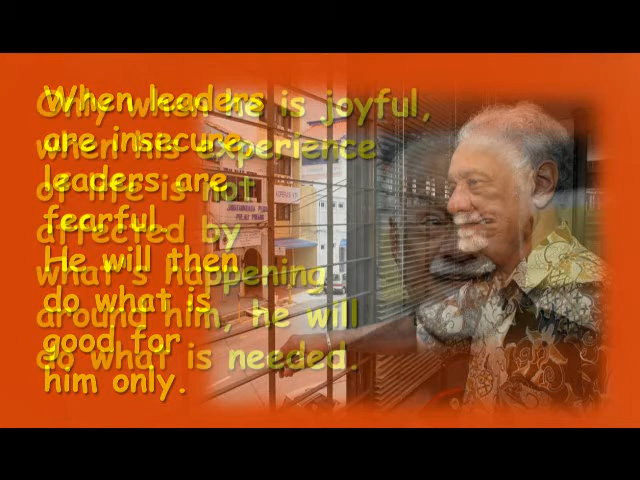 When leaders
are insecure,
leaders are
fearful.
He will then
do what is
good for
him only.
Only when he is joyful,
when his experience
of life is not
affected by
what's happening
around him, he will
do what is needed.